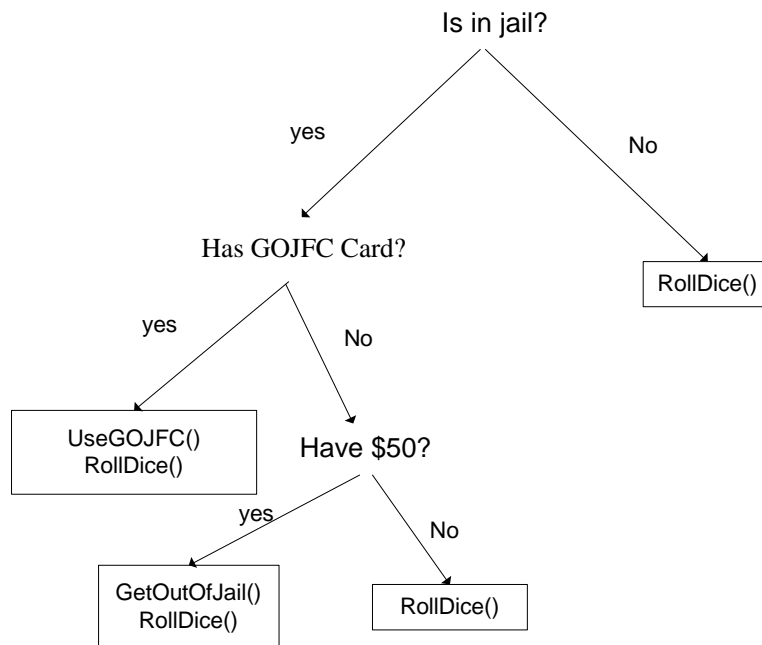 Is in jail?
yes
No
Has GOJFC Card?
RollDice()
yes
No
UseGOJFC()
RollDice()
Have $50?
yes
No
GetOutOfJail()
RollDice()
RollDice()